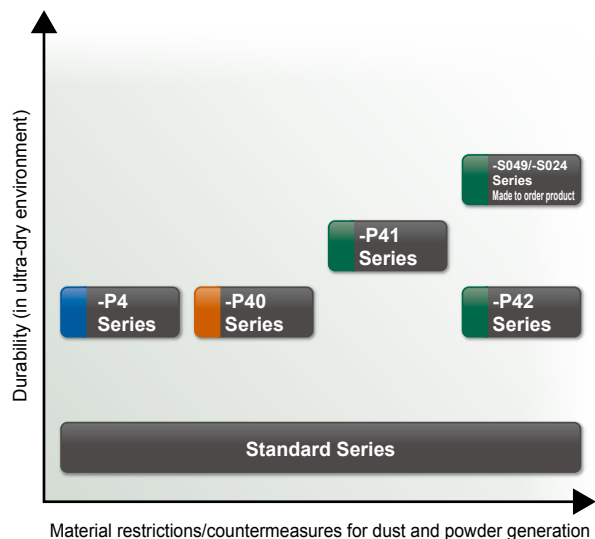 Durability (in ultra-dry environment)
-S049/-S024
Series
Made to order product
-P41
Series
-P4
Series
-P40
Series
-P42
Series
Standard Series
Material restrictions/countermeasures for dust and powder generation